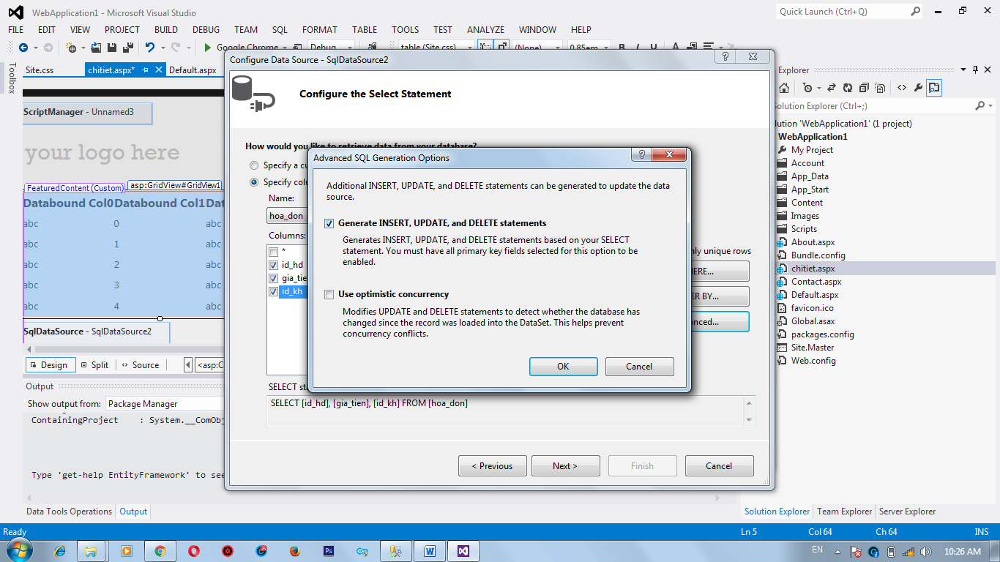 WebApplication1 - Microsoft Visual Studio
Quick Launch (Ctrl+Q)
FILE EDIT VIEW PROJECT BUILD DEBUG TEAM SQL FORMAT TABLE TOOLS TEST ANALYZE WINDOW HELP
Google Chrome Debug table (Site.css) (None) 0.85em A
Toolbox
Site.css chitiet.aspx* Default.aspx
ScriptManager - Unnamed3
your logo here
FeaturedContent (Custom) asp:GridView#GridView1
Databound Col0 Databound Col1 Dat
abc 0 abc
abc 1 abc
abc 2 abc
abc 3 abc
abc 4 abc
SqlDataSource - SqlDataSource2
Design Split Source <asp:C
Output
Show output from: Package Manager
ContainingProject : System.__ComObj
Type 'get-help EntityFramework' to see
Data Tools Operations Output
Configure Data Source - SqlDataSource2
Configure the Select Statement
How would you like to retrieve data from your database?
Specify a cu
Specify colu
Name:
hoa_don
Columns:
*
id_hd
gia_tie
id_kh
nly unique rows
ERE...
ER BY...
nced...
SELECT sta
SELECT [id_hd], [gia_tien], [id_kh] FROM [hoa_don]
< Previous Next > Finish Cancel
Advanced SQL Generation Options
Additional INSERT, UPDATE, and DELETE statements can be generated to update the data
source.
Generate INSERT, UPDATE, and DELETE statements
Generates INSERT, UPDATE, and DELETE statements based on your SELECT
statement. You must have all primary key fields selected for this option to be
enabled.
Use optimistic concurrency
Modifies UPDATE and DELETE statements to detect whether the database has
changed since the record was loaded into the DataSet. This helps prevent
concurrency conflicts.
OK Cancel
Explorer
Solution Explorer (Ctrl+;)
lution 'WebApplication1' (1 project)
WebApplication1
My Project
Account
App_Data
App_Start
Content
Images
Scripts
About.aspx
Bundle.config
chitiet.aspx
Contact.aspx
Default.aspx
favicon.ico
Global.asax
packages.config
Site.Master
Web.config
Solution Explorer Team Explorer Server Explorer
Ready Ln 5 Col 64 Ch 64 INS
EN 10:26 AM